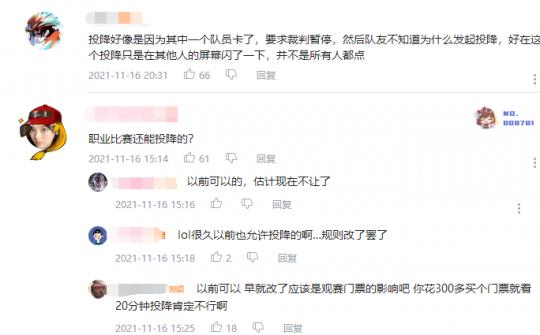 投降好像是因为其中一个队员卡了，要求裁判暂停，然后队友不知道为什么发起投降，好在这
个投降只是在其他人的屏幕闪了一下，并不是所有人都点
2021-11-16 20:31 66 回复
NO.
000701
职业比赛还能投降的?
2021-11-16 15:14 61 回复
以前可以的，估计现在不让了
2021-11-16 15:16 回复
lol很久以前也允许投降的啊...规则改了罢了
2021-11-16 15:18 2 回复
以前可以 早就改了应该是观赛门票的影响吧 你花300多买个门票就看
20分钟投降肯定不行啊
2021-11-16 15:25 18 回复